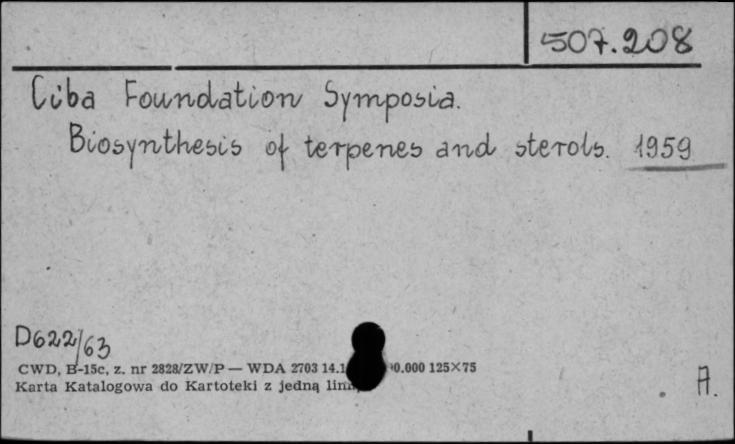 507.208
Ciba Foundation Symposia.
Biosynthesis of terpenes and sterols. 1959
D622/63
CWD, B-15c, z. nr 2828/ZW/P — WDA 2703 14.1 0.000 125×75
Karta Katalogowa do Kartoteki z jedną
A.